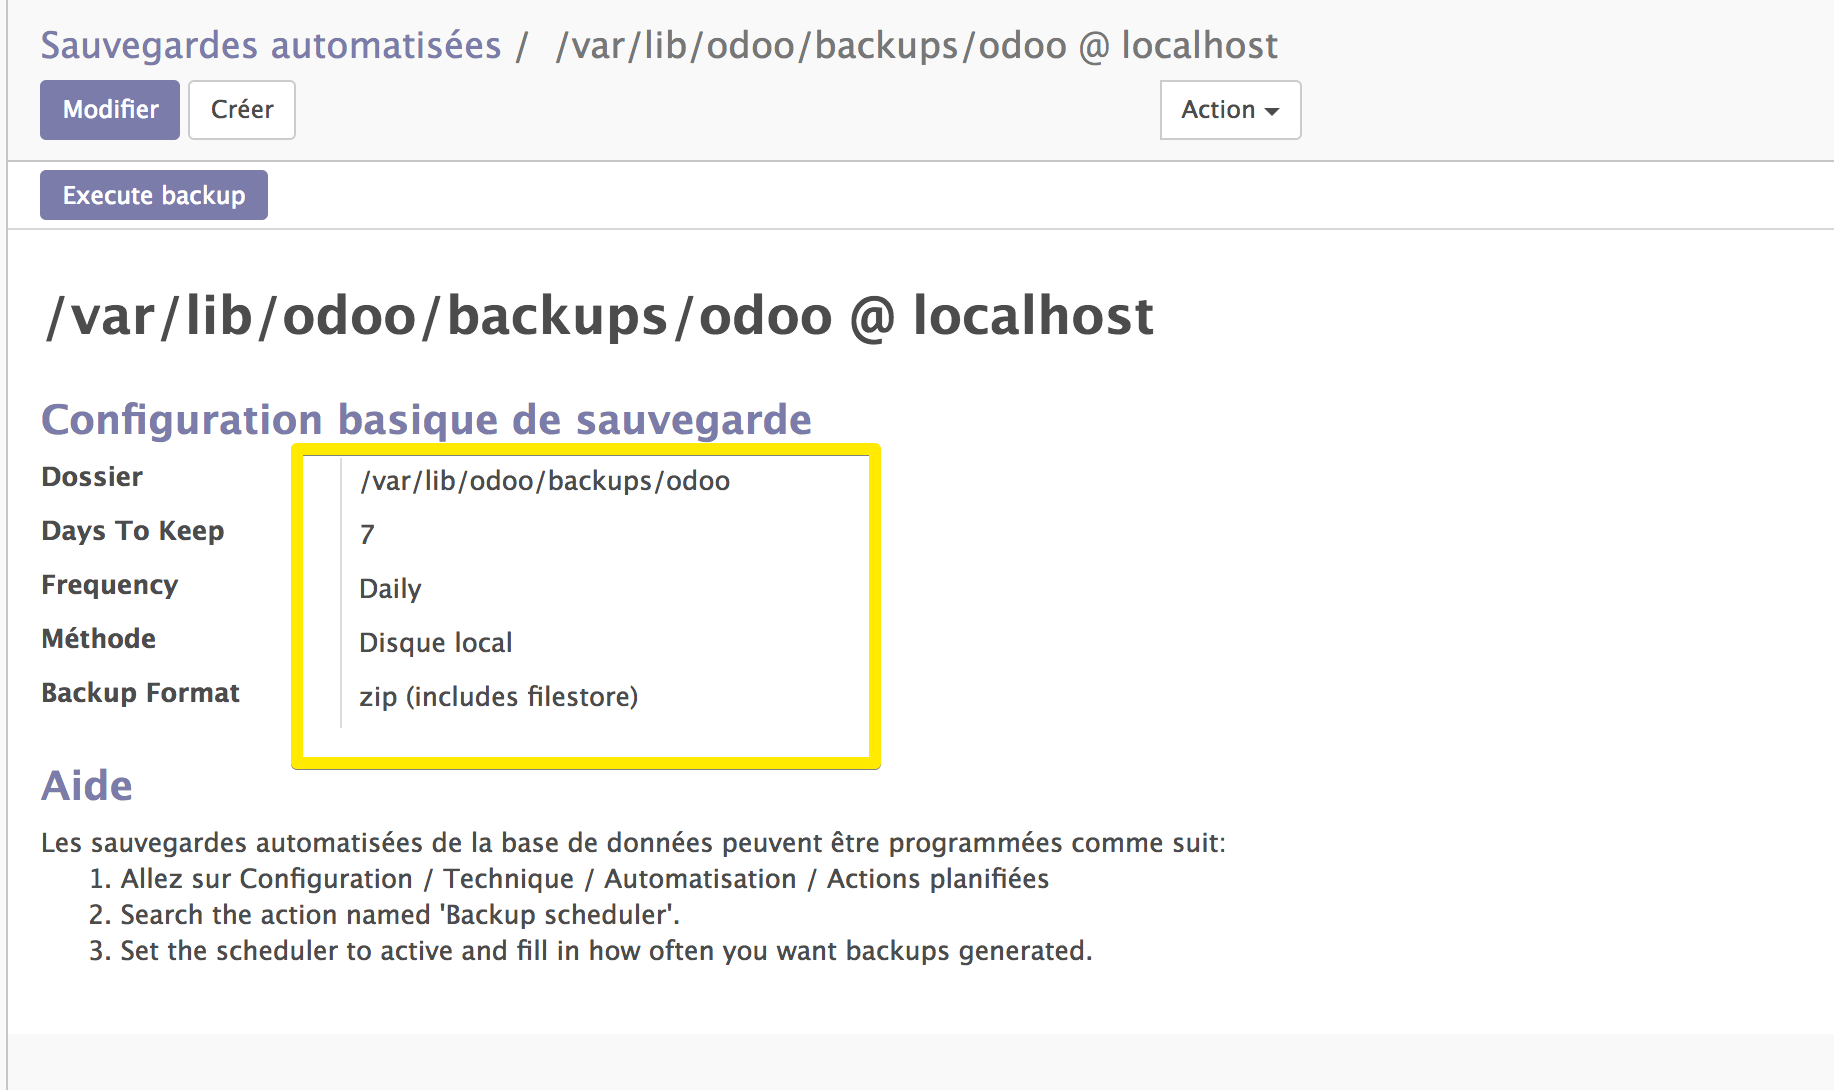 Sauvegardes automatisées / /var/lib/odoo/backups/odoo @ localhost
Modifier Créer Action
Execute backup
/var/lib/odoo/backups/odoo @ localhost
Configuration basique de sauvegarde
Dossier /var/lib/odoo/backups/odoo
Days To Keep 7
Frequency Daily
Méthode Disque local
Backup Format zip (includes filestore)
Aide
Les sauvegardes automatisées de la base de données peuvent être programmées comme suit:
1. Allez sur Configuration / Technique / Automatisation / Actions planifiées
2. Search the action named 'Backup scheduler'.
3. Set the scheduler to active and fill in how often you want backups generated.